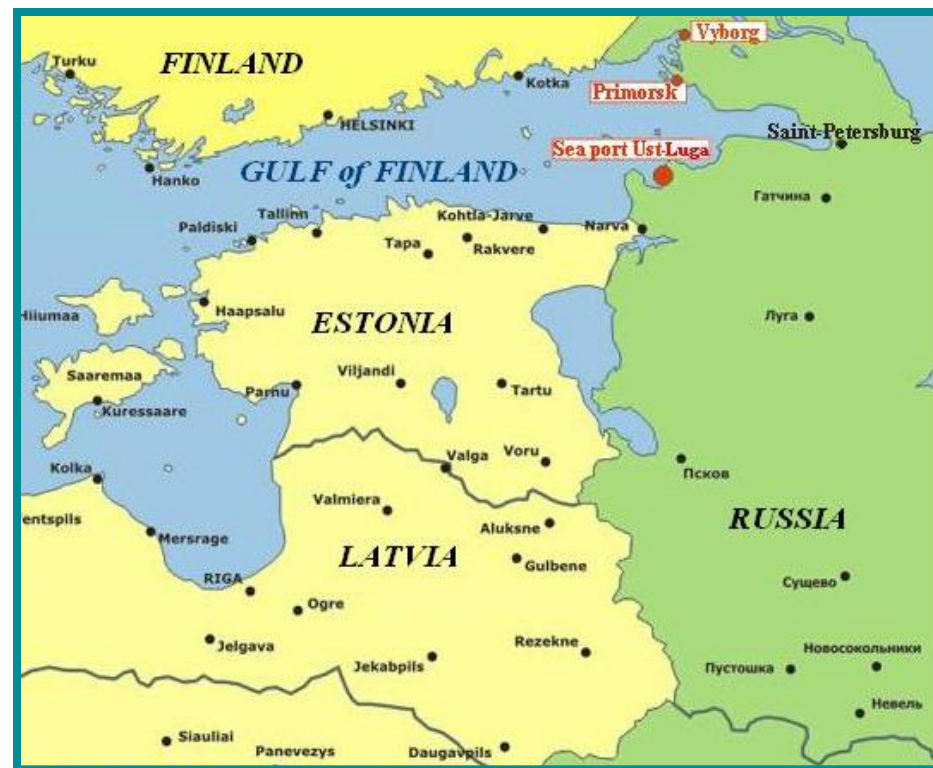 Vyborg
Turku
FINLAND
Kotka
Primorsk
HELSINKI
Saint-Petersburg
Sea port Ust-Luga
Hanko
GULF of FINLAND
Гатчина
Tallinn
Kohtla-Jarve
Paldiski
Narva
Tapa
Rakvere
Hiiumaa
Haapsalu
ESTONIA
Луга
Saaremaa
Viljandi
Parnu
Tartu
Kuressaare
Kolka
Valga
Voru
Псков
Valmiera
entspils
Aluksne
RUSSIA
Mersrage
LATVIA
Gulbene
RIGA
Сущево
Ogre
Jelgava
Rezekne
Новосокольники
Jekabpils
Пустошка
Невель
Siauliai
Panevezys
Daugavpils